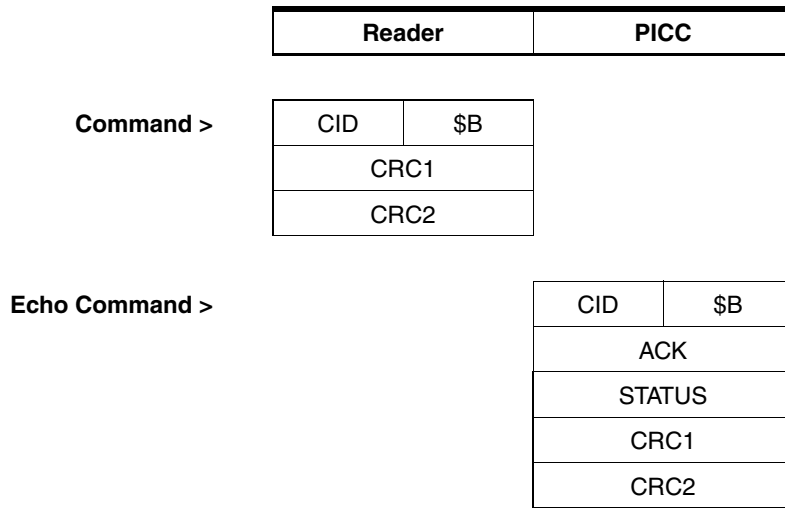 Reader PICC
Command > CID $B
CRC1
CRC2
Echo Command > CID $B
ACK
STATUS
CRC1
CRC2